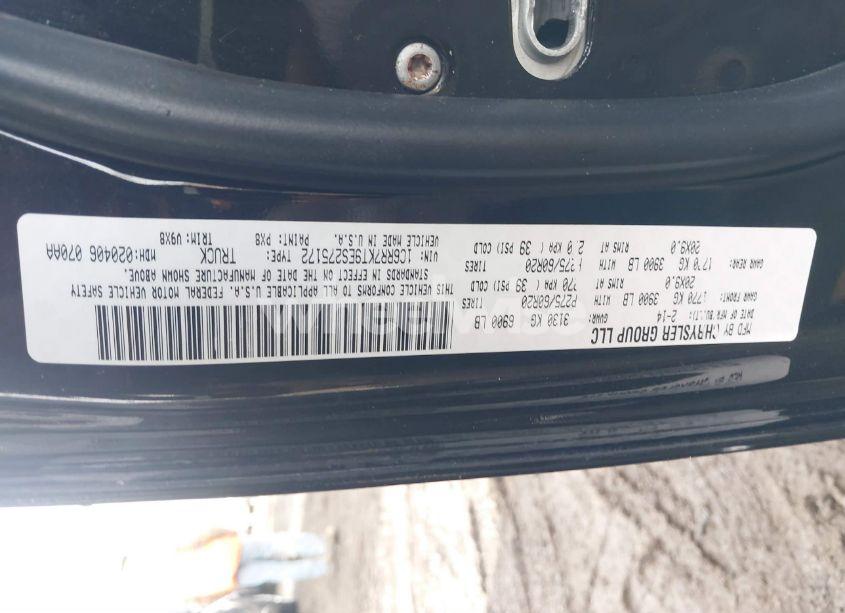 MFD BY CHRYSLER GROUP LLC
DATE OF MFR 2-14 GVWR: 3130 KG 6900 LB
GAWR FRONT: 1770 KG 3900 LB WITH P275/60R20 TIRES
20X9.0 RIMS AT 270 KPA ( 39 PSI) COLD
GAWR REAR: 1770 KG 3900 LB WITH P275/60R20 TIRES
20X9.0 RIMS AT KPA ( 39 PSI) COLD
THIS VEHICLE CONFORMS TO ALL APPLICABLE U.S.A. FEDERAL MOTOR VEHICLE SAFETY
STANDARDS IN EFFECT ON THE DATE OF MANUFACTURE SHOWN ABOVE.
VIN: 1C6RR7KT9ES275172 TYPE: TRUCK MDH:020406 070AA
VEHICLE MADE IN U.S.A. PAINT: PX8 TRIM: V9X8